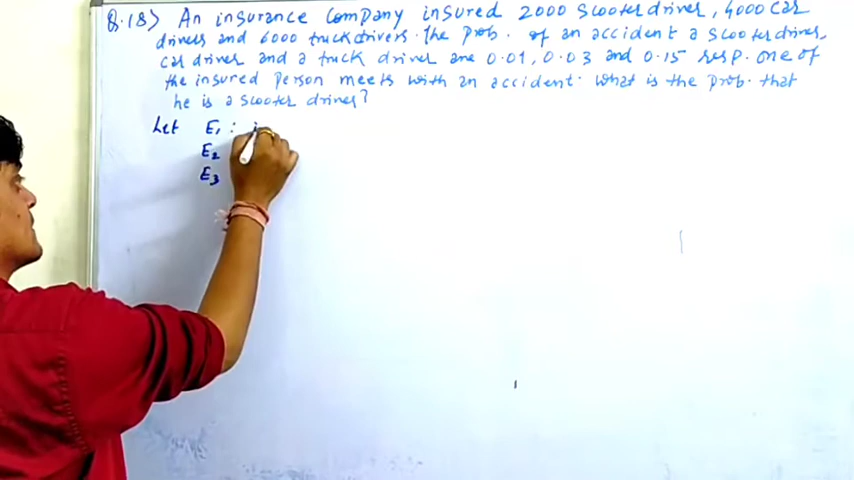 Q.18) An insurance Company insured 2000 scooter driver, 4000 car
drivers and 6000 truck drivers. The prob. of an accident a scooter driver,
car driver and a truck driver are 0.01, 0.03 and 0.15 resp. one of
the insured person meets with an accident. What is the prob. that
he is a scooter driver?
Let E₁ : i
E₂
E₃